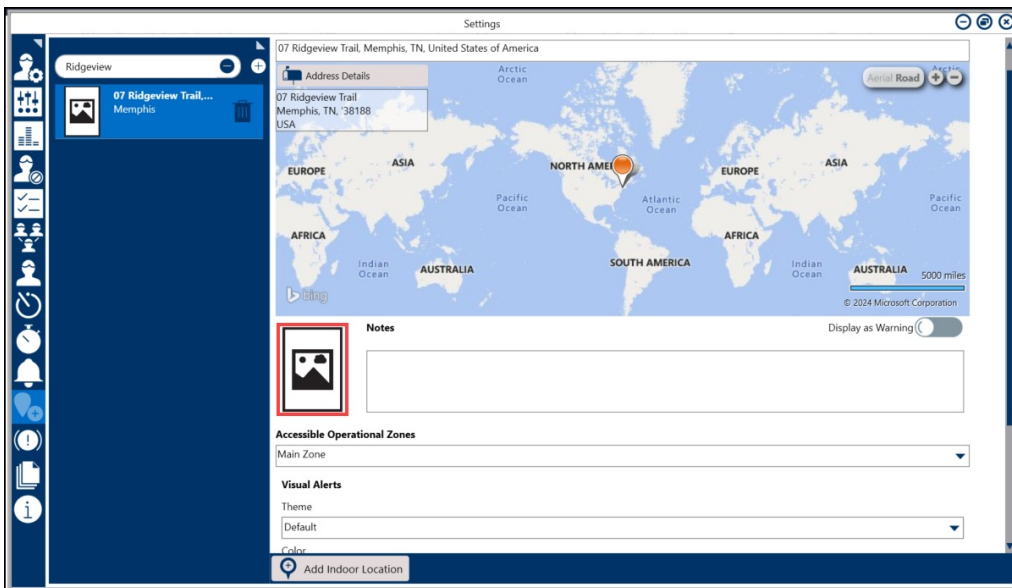 Settings
Ridgeview
07 Ridgeview Trail,...
Memphis
07 Ridgeview Trail, Memphis, TN, United States of America
Address Details
07 Ridgeview Trail
Memphis, TN, '38188
USA
Arctic
Ocean
Arctic
Aerial Road
EUROPE
ASIA
NORTH AMEI
EUROPE
ASIA
Pacific
Ocean
Atlantic
Ocean
Pacific
Ocean
AFRICA
AFRICA
Indian
Ocean
AUSTRALIA
SOUTH AMERICA
Indian
Ocean
AUSTRALIA
5000 miles
bing
© 2024 Microsoft Corporation
Notes
Display as Warning
Accessible Operational Zones
Main Zone
Visual Alerts
Theme
Default
Color
Add Indoor Location